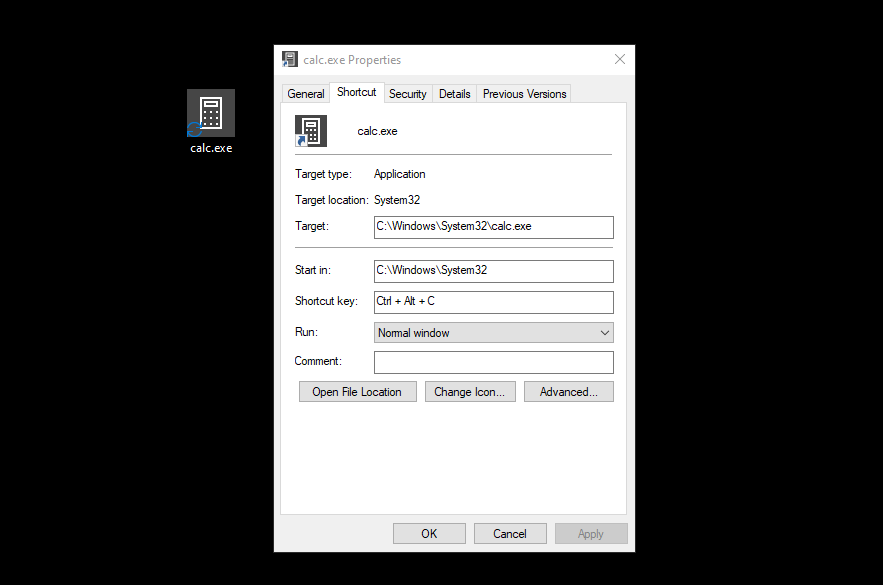 calc.exe
calc.exe Properties
General Shortcut Security Details Previous Versions
calc.exe
Target type: Application
Target location: System32
Target: C:\Windows\System32\calc.exe
Start in: C:\Windows\System32
Shortcut key: Ctrl + Alt + C
Run: Normal window
Comment:
Open File Location Change Icon... Advanced...
OK Cancel Apply